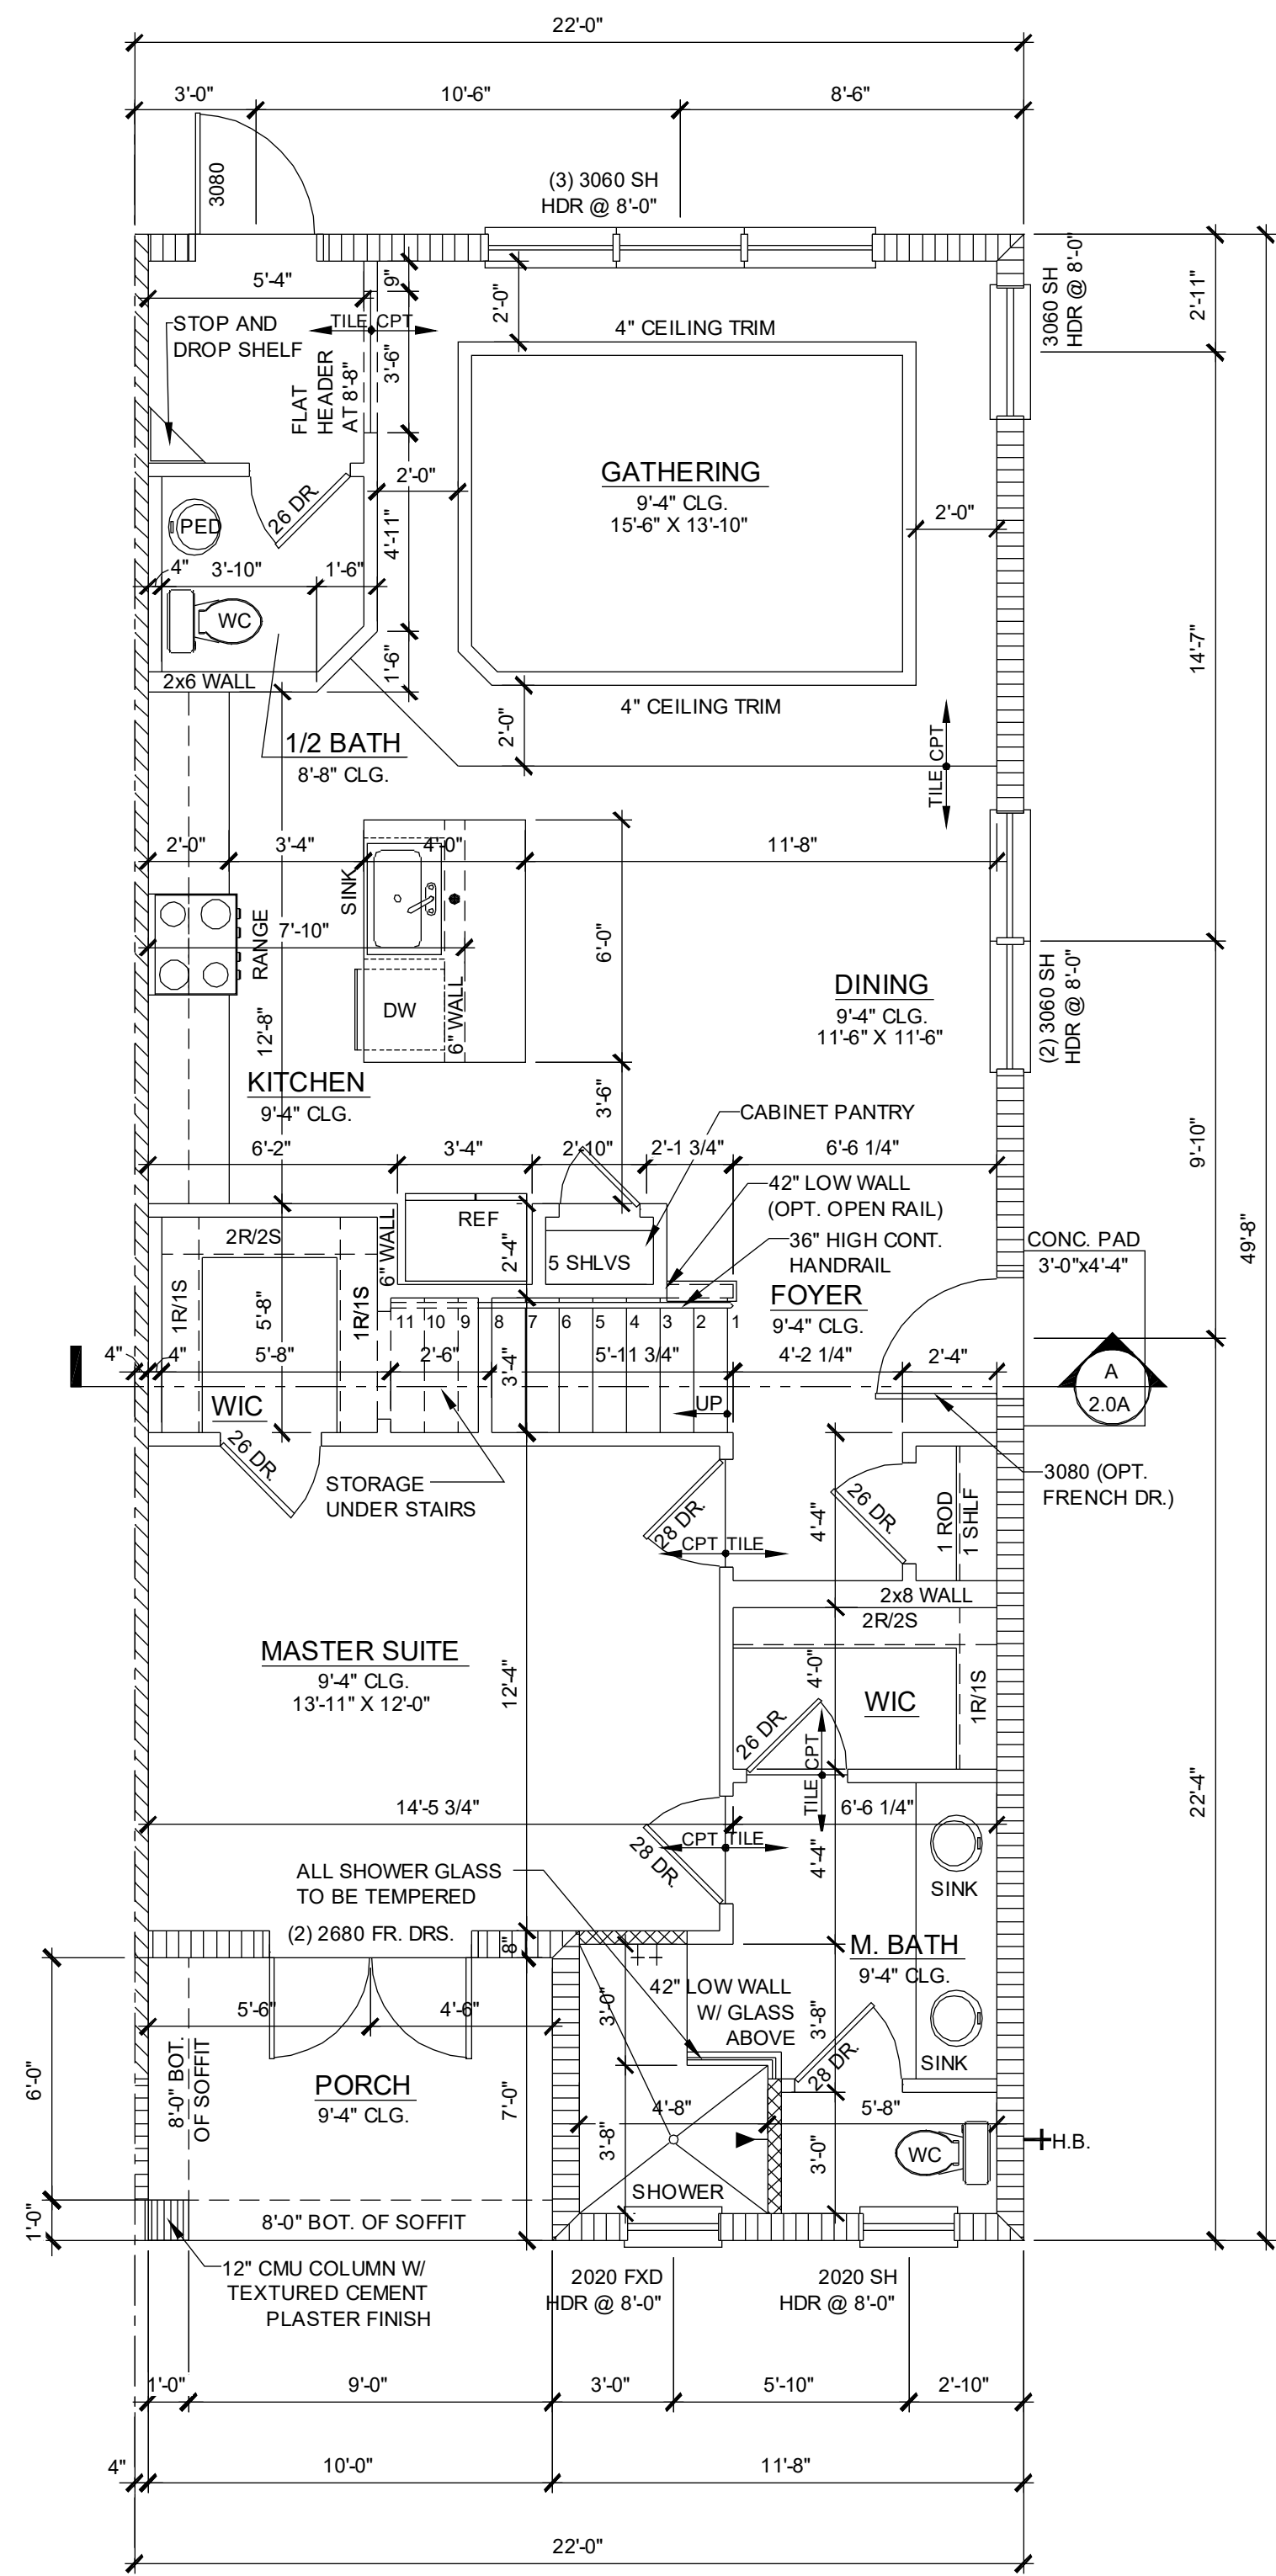 22'-0"
3'-0"
10'-6"
8'-6"
3080
(3) 3060 SH
HDR @ 8'-0"
3060 SH
HDR @ 8'-0"
2'-11"
5'-4"
9"
2'-0"
STOP AND
DROP SHELF
TILE
CPT
4" CEILING TRIM
FLAT
HEADER
AT 8'-8"
3'-6"
GATHERING
9'-4" CLG.
15'-6" X 13'-10"
2'-0"
2'-0"
26 DR.
PED
4'-11"
4"
3'-10"
1'-6"
WC
14'-7"
1'-6"
2x6 WALL
4" CEILING TRIM
2'-0"
1/2 BATH
8'-8" CLG.
CPT
TILE
2'-0"
3'-4"
4'-0"
11'-8"
SINK
RANGE
7'-10"
6'-0"
DINING
9'-4" CLG.
11'-6" X 11'-6"
(2) 3060 SH
HDR @ 8'-0"
DW
6" WALL
12'-8"
KITCHEN
9'-4" CLG.
3'-6"
CABINET PANTRY
9'-10"
6'-2"
3'-4"
2'-10"
2'-1 3/4"
6'-6 1/4"
42" LOW WALL
(OPT. OPEN RAIL)
REF
2R/2S
6" WALL
2'-4"
5 SHLVS
36" HIGH CONT.
HANDRAIL
CONC. PAD
3'-0"x4'-4"
49'-8"
1R/1S
5'-8"
1R/1S
FOYER
9'-4" CLG.
11
10
9
8
7
6
5
4
3
2
1
4"
4"
5'-8"
2'-6"
3'-4"
5'-11 3/4"
4'-2 1/4"
2'-4"
A
2.0A
WIC
UP
26 DR.
STORAGE
UNDER STAIRS
28 DR.
26 DR.
1 ROD
1 SHLF
3080 (OPT.
FRENCH DR.)
4'-4"
CPT
TILE
2x8 WALL
2R/2S
MASTER SUITE
9'-4" CLG.
13'-11" X 12'-0"
12'-4"
4'-0"
WIC
1R/1S
26 DR.
CPT
TILE
22'-4"
14'-5 3/4"
6'-6 1/4"
CPT
TILE
28 DR.
4'-4"
SINK
ALL SHOWER GLASS
TO BE TEMPERED
(2) 2680 FR. DRS.
8"
M. BATH
9'-4" CLG.
42" LOW WALL
W/ GLASS
ABOVE
5'-6"
4'-6"
3'-0"
3'-8"
28 DR.
SINK
6'-0"
8'-0" BOT.
OF SOFFIT
PORCH
9'-4" CLG.
7'-0"
4'-8"
5'-8"
3'-8"
3'-0"
WC
H.B.
SHOWER
1'-0"
8'-0" BOT. OF SOFFIT
12" CMU COLUMN W/
TEXTURED CEMENT
PLASTER FINISH
2020 FXD
HDR @ 8'-0"
2020 SH
HDR @ 8'-0"
1'-0"
9'-0"
3'-0"
5'-10"
2'-10"
4"
10'-0"
11'-8"
22'-0"